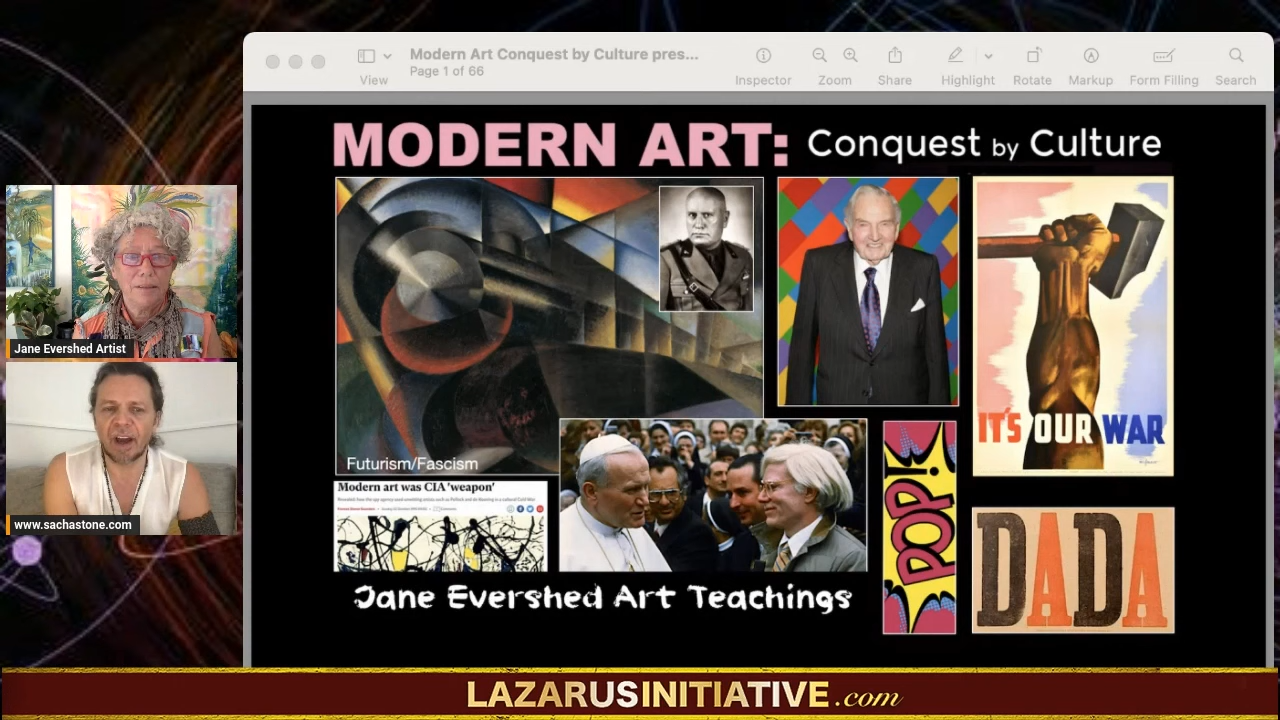 Modern Art Conquest by Culture pres...
Page 1 of 66
View
Inspector
Zoom
Share
Highlight
Rotate
Markup
Form Filling
Search
MODERN ART: Conquest by Culture
Futurism/Fascism
IT'S OUR WAR
Modern art was CIA 'weapon'
POP!
DADA
Jane Evershed Art Teachings
Jane Evershed Artist
www.sachastone.com
LAZARUSINITIATIVE.com